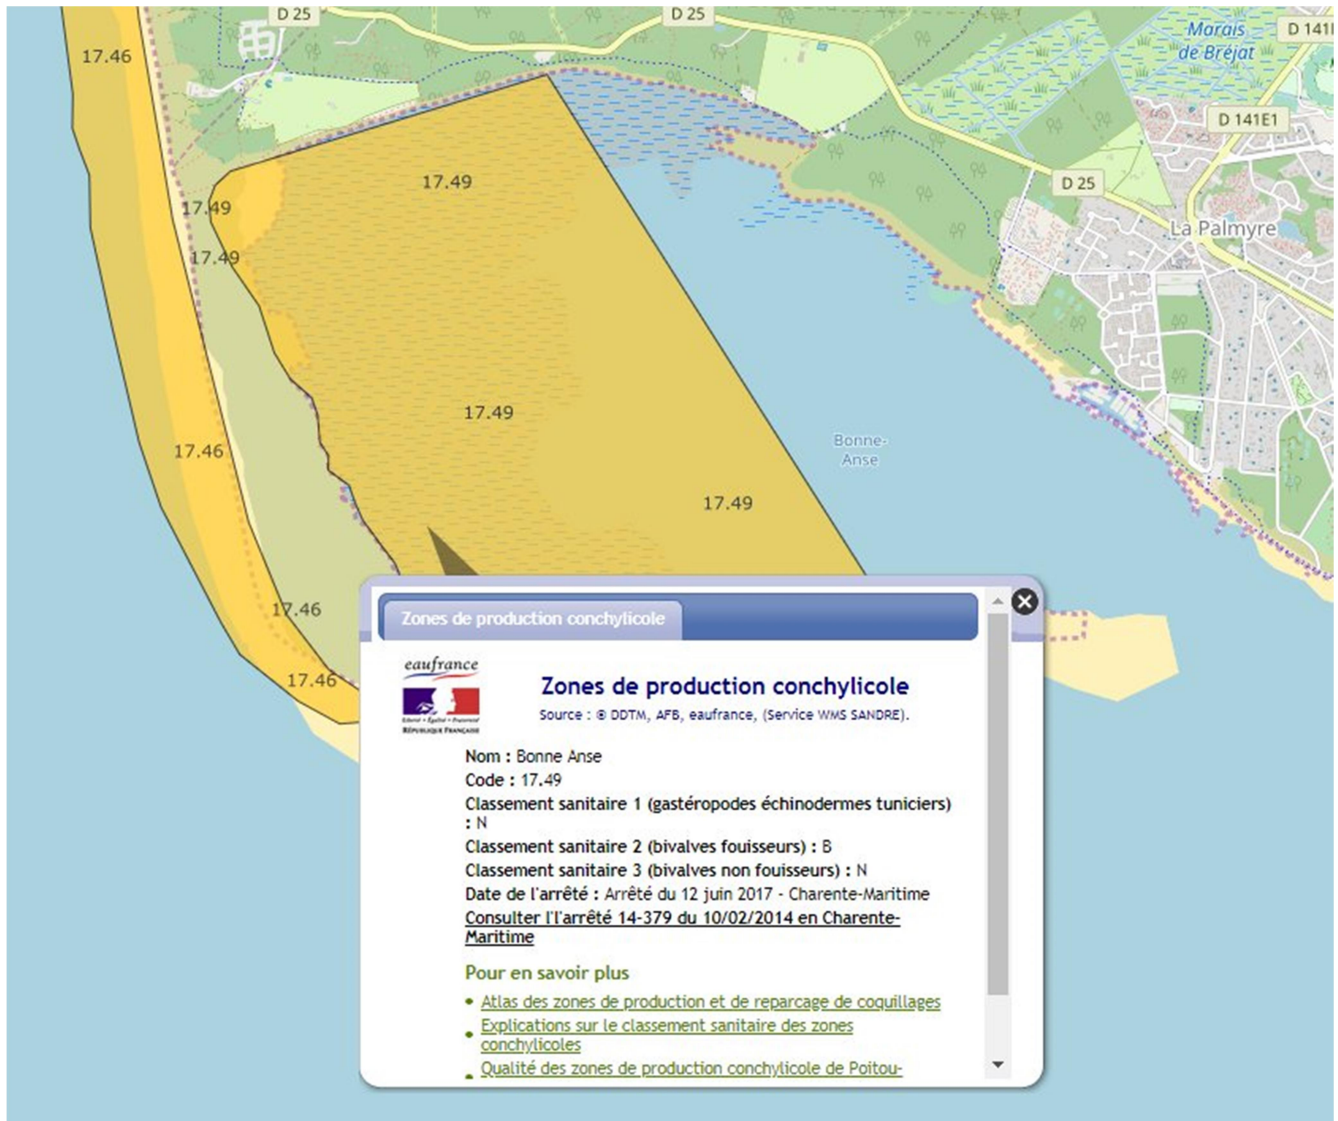 D 25
D 25
Marais
de Bréjat
D 141
17.46
D 141E1
17.49
D 25
17.49
La Palmyre
17.49
17.49
Bonne-
Anse
17.46
17.49
17.46
17.46
Zones de production conchylicole
eaufrance
Zones de production conchylicole
Source : © DDTM, AFB, eaufrance, (Service WMS SANDRE).
Liberté • Égalité • Fraternité
RÉPUBLIQUE FRANÇAISE
Nom : Bonne Anse
Code : 17.49
Classement sanitaire 1 (gastéropodes échinodermes tuniciers)
: N
Classement sanitaire 2 (bivalves fouisseurs) : B
Classement sanitaire 3 (bivalves non fouisseurs) : N
Date de l'arrêté : Arrêté du 12 juin 2017 - Charente-Maritime
Consulter l'l'arrêté 14-379 du 10/02/2014 en Charente-
Maritime
Pour en savoir plus
• Atlas des zones de production et de reparcage de coquillages
• Explications sur le classement sanitaire des zones
conchylicoles
• Qualité des zones de production conchylicole de Poitou-